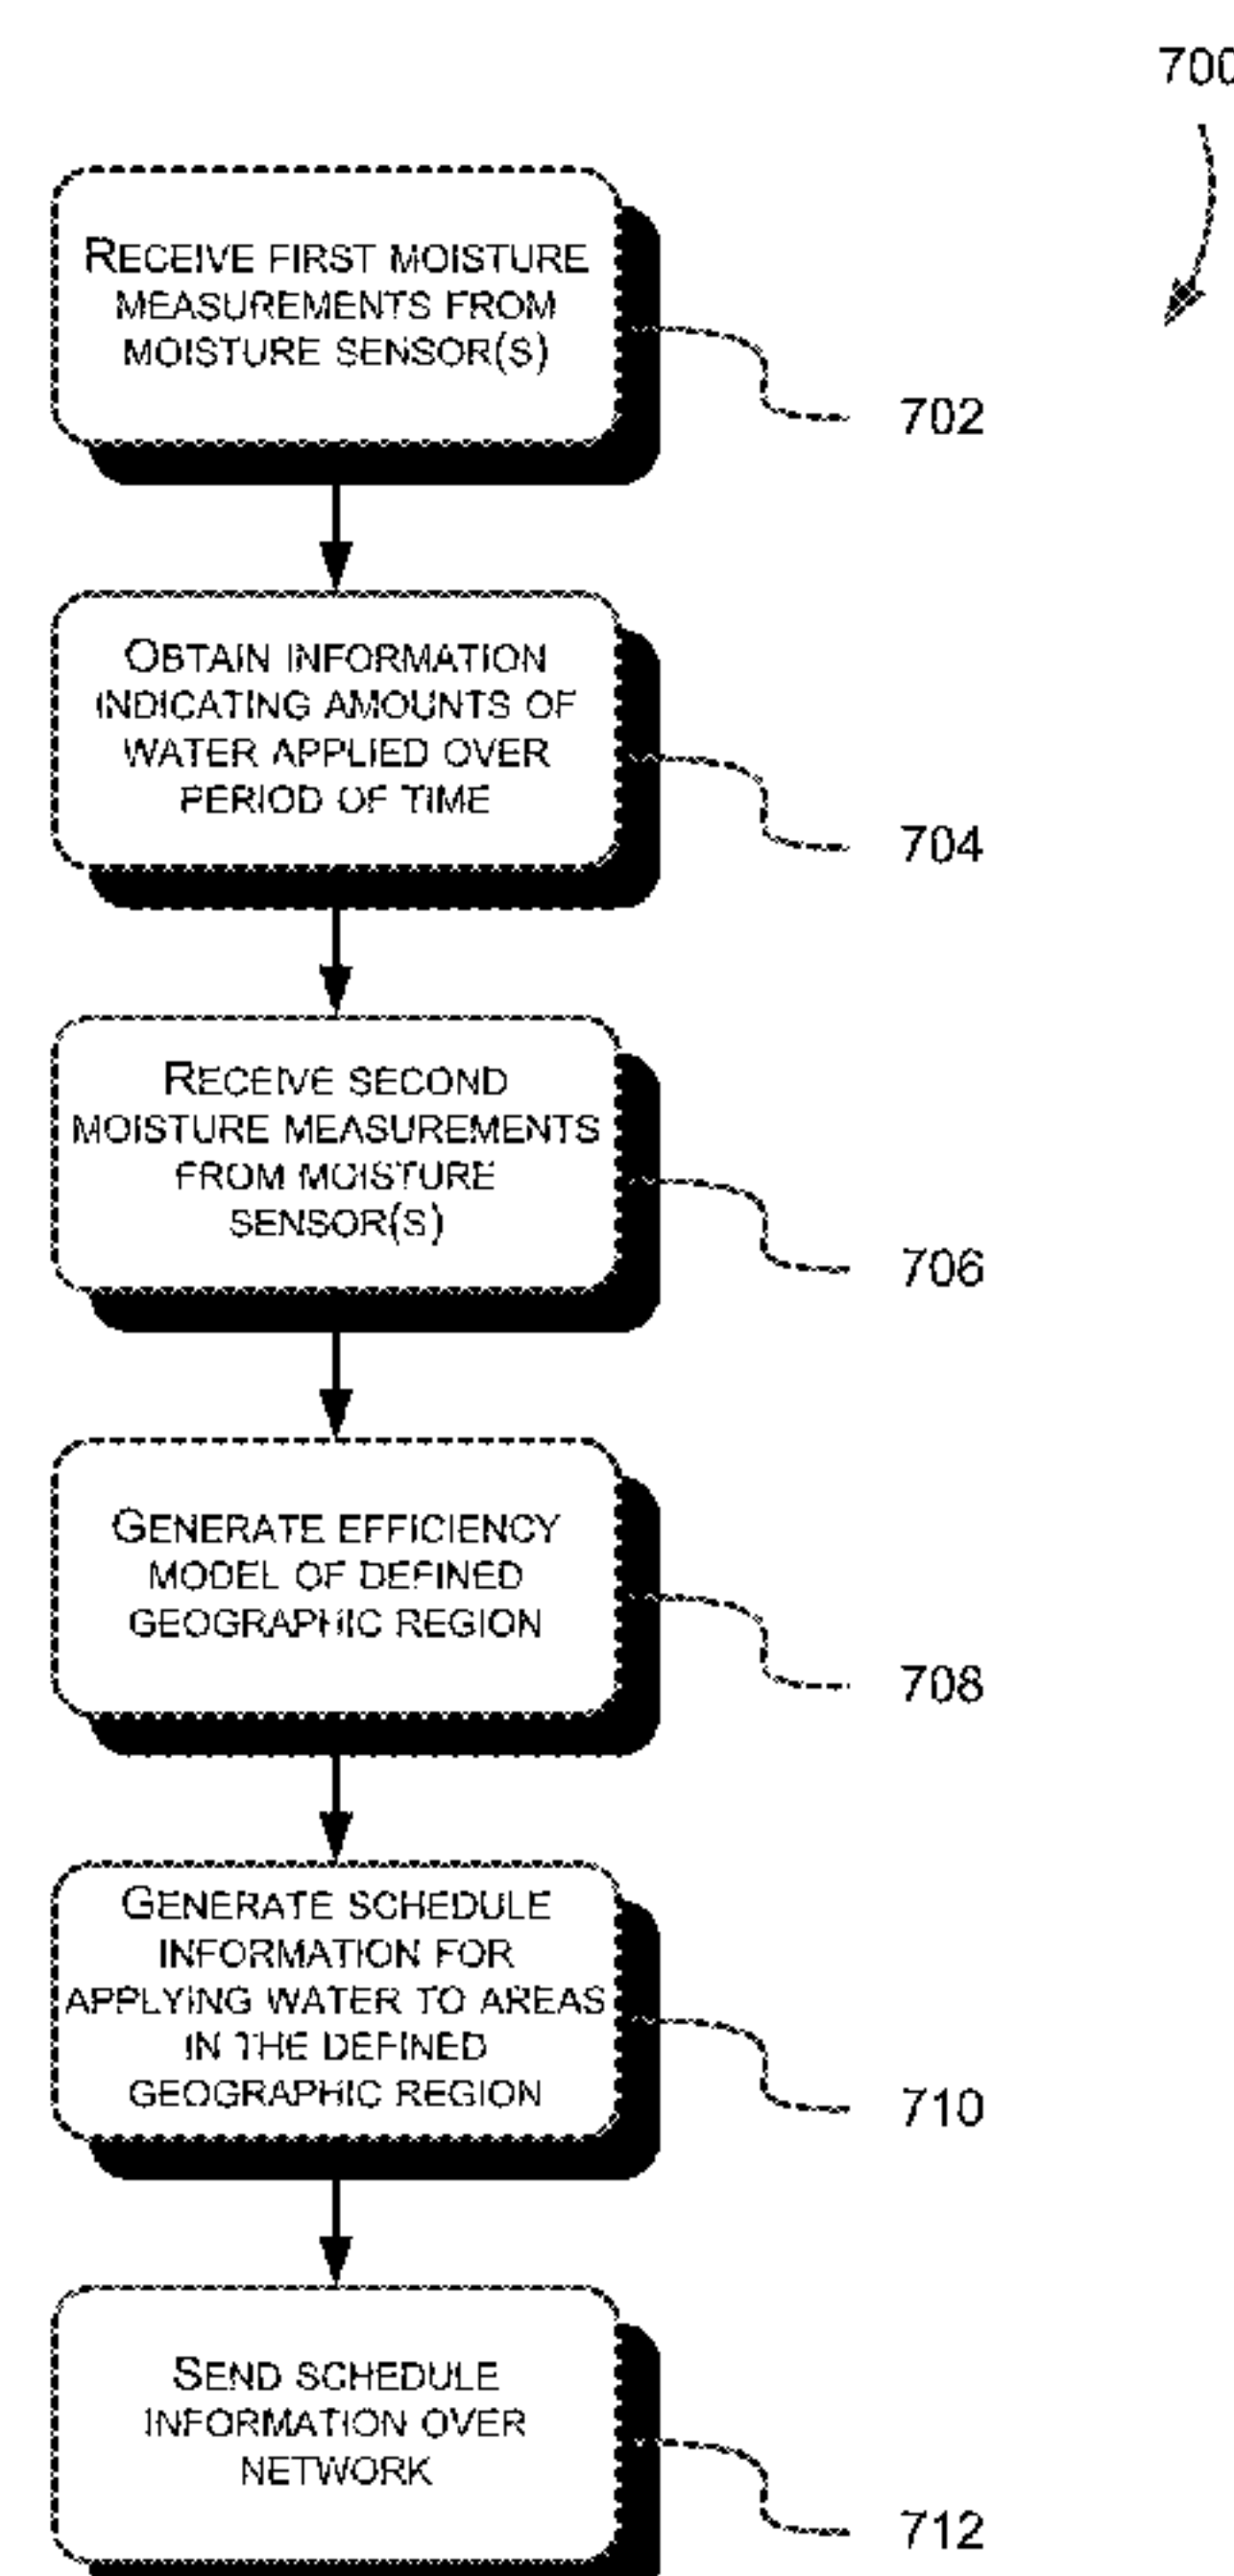 700
RECEIVE FIRST MOISTURE
MEASUREMENTS FROM
MOISTURE SENSOR(S)
702
OBTAIN INFORMATION
INDICATING AMOUNTS OF
WATER APPLIED OVER
PERIOD OF TIME
704
RECEIVE SECOND
MOISTURE MEASUREMENTS
FROM MOISTURE
SENSOR(S)
706
GENERATE EFFICIENCY
MODEL OF DEFINED
GEOGRAPHIC REGION
708
GENERATE SCHEDULE
INFORMATION FOR
APPLYING WATER TO AREAS
IN THE DEFINED
GEOGRAPHIC REGION
710
SEND SCHEDULE
INFORMATION OVER
NETWORK
712